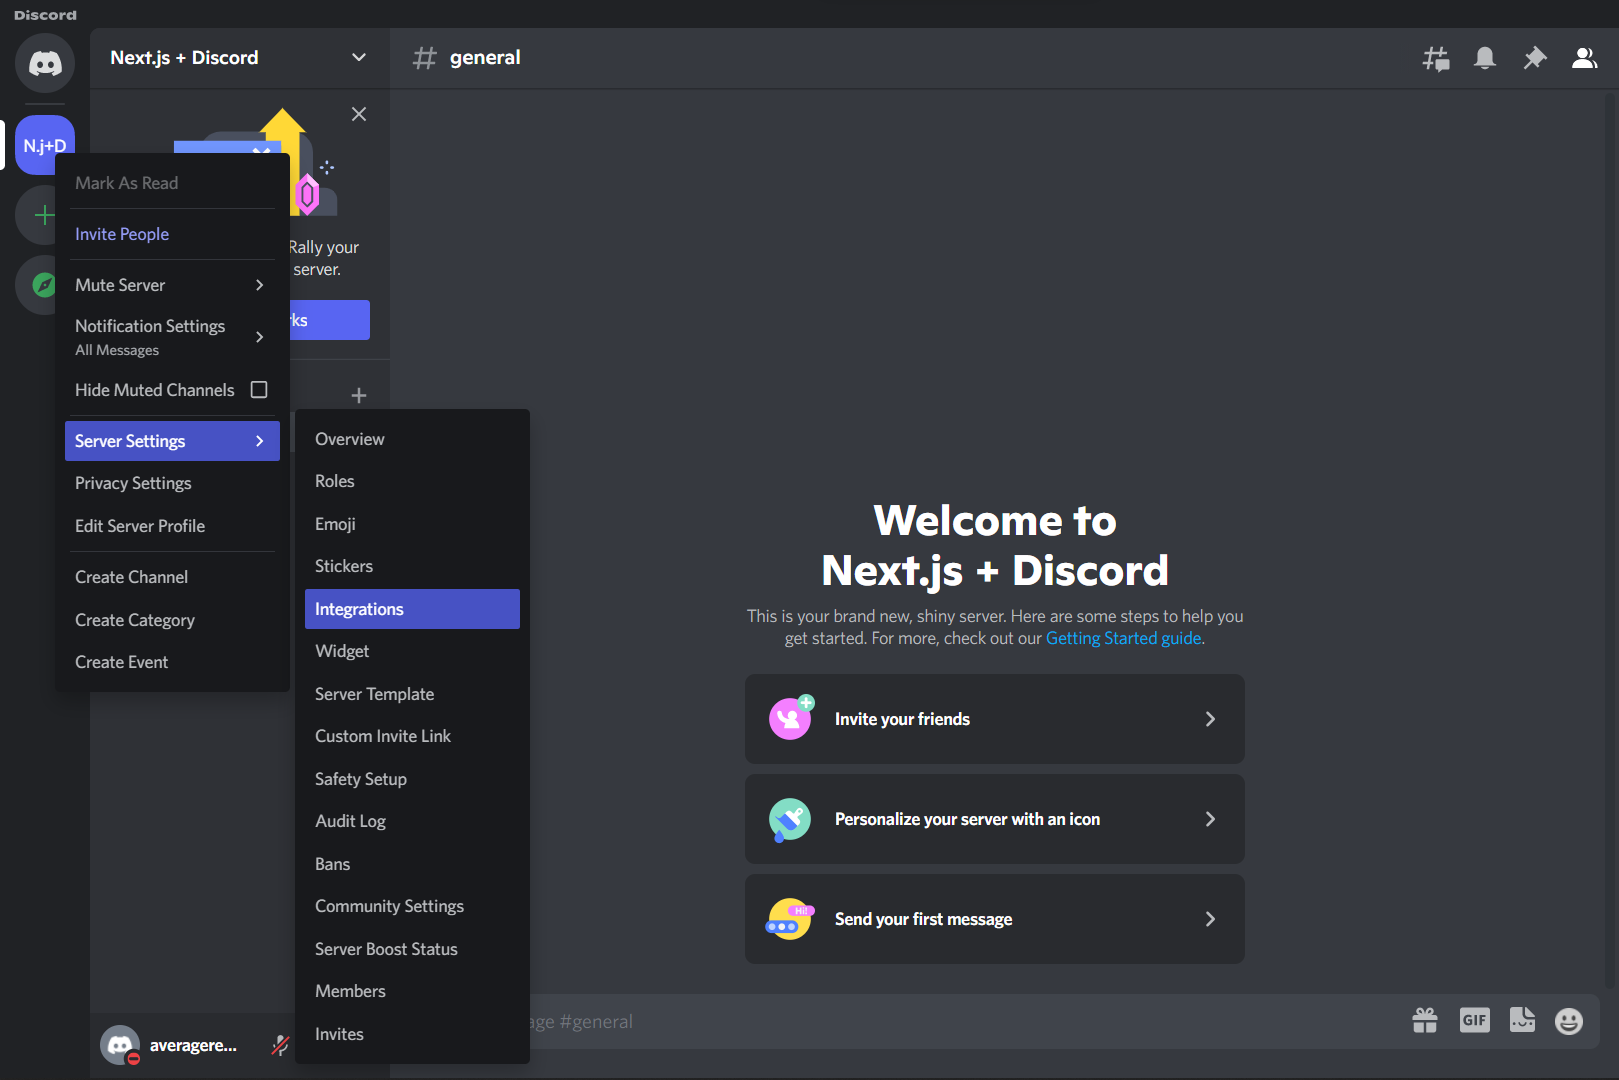 Discord
Next.js + Discord
general
N.j+D
Mark As Read
Invite People
Rally your
server.
Mute Server
Notification Settings
All Messages
Hide Muted Channels
Server Settings
Privacy Settings
Edit Server Profile
Create Channel
Create Category
Create Event
Overview
Roles
Emoji
Stickers
Integrations
Widget
Server Template
Custom Invite Link
Safety Setup
Audit Log
Bans
Community Settings
Server Boost Status
Members
Invites
Welcome to
Next.js + Discord
This is your brand new, shiny server. Here are some steps to help you
get started. For more, check out our Getting Started guide.
Invite your friends
Personalize your server with an icon
Hi!
Send your first message
#general
GIF
averagere...